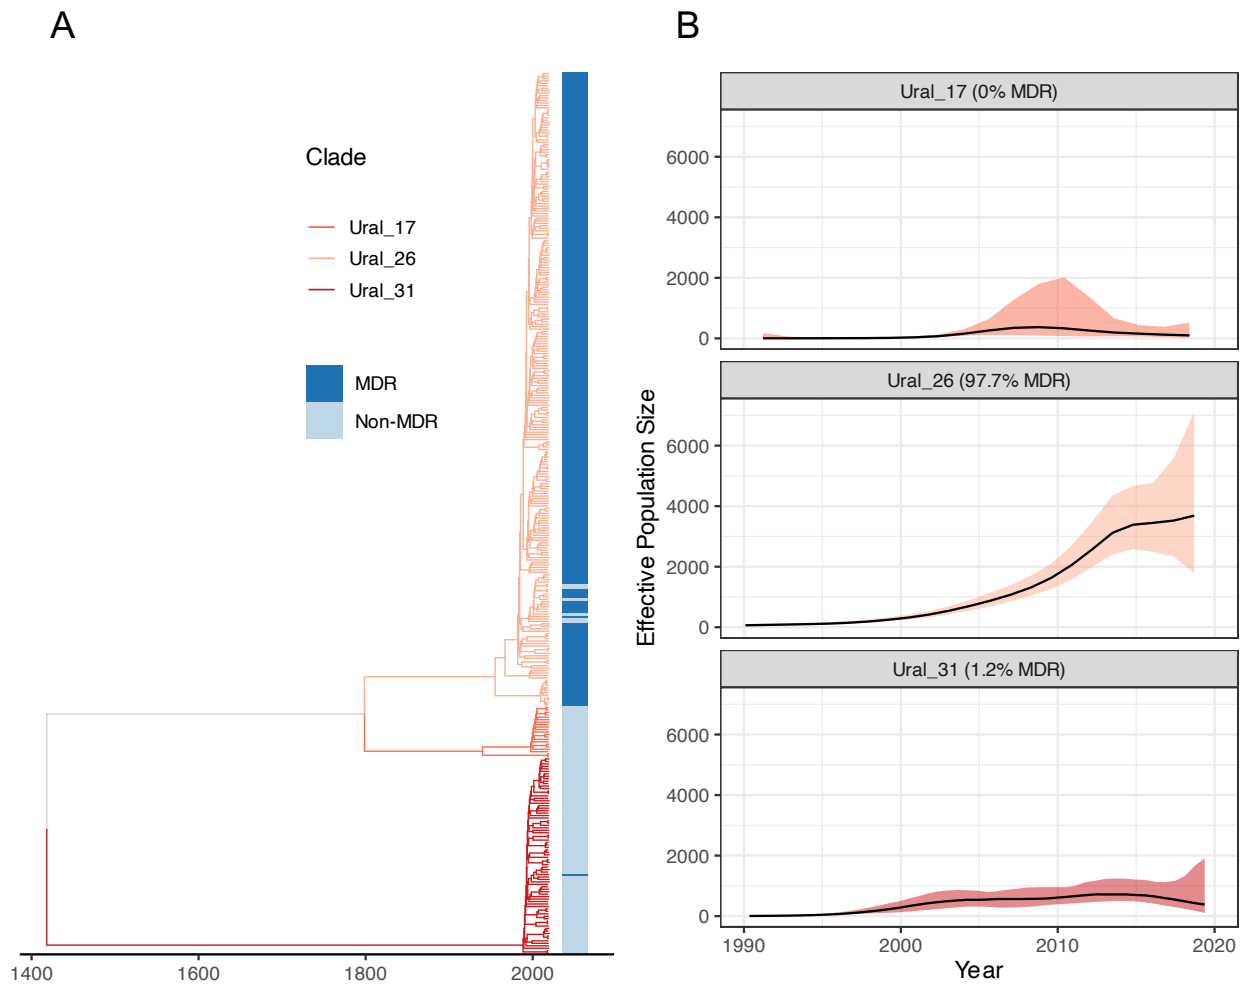 A
Clade
Ural_17
Ural_26
Ural_31
MDR
Non-MDR
1400
1600
1800
2000
B
Effective Population Size
Ural_17 (0% MDR)
6000
4000
2000
0
Ural_26 (97.7% MDR)
6000
4000
2000
0
Ural_31 (1.2% MDR)
6000
4000
2000
0
1990
2000
2010
2020
Year